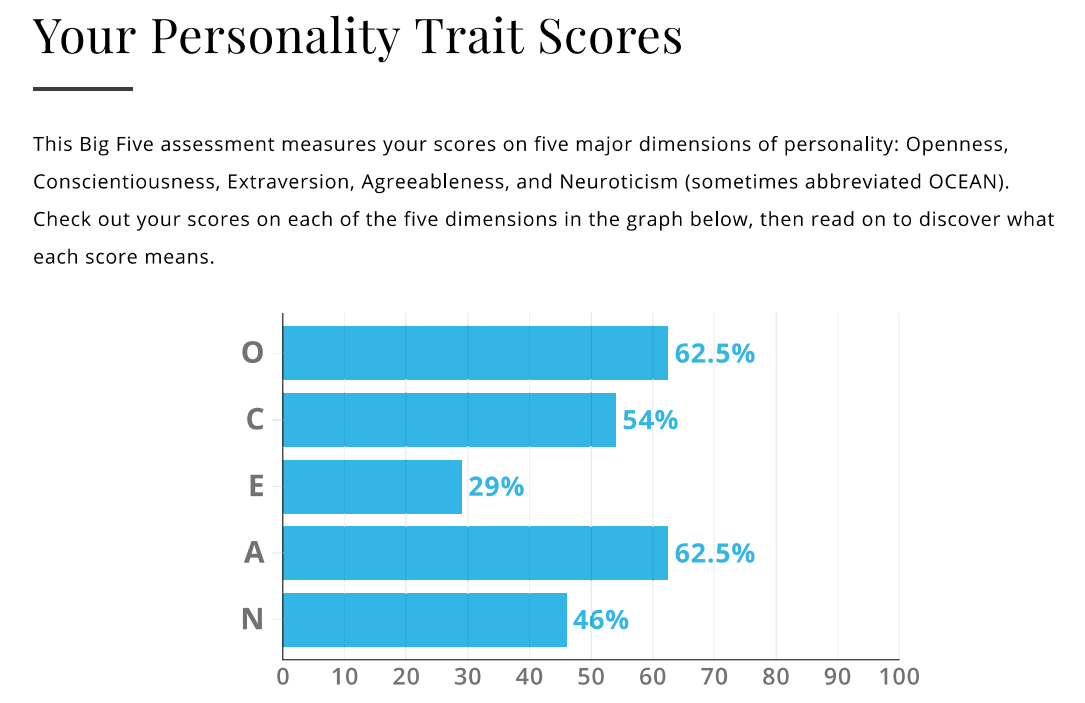 Your Personality Trait Scores
This Big Five assessment measures your scores on five major dimensions of personality: Openness,
Conscientiousness, Extraversion, Agreeableness, and Neuroticism (sometimes abbreviated OCEAN).
Check out your scores on each of the five dimensions in the graph below, then read on to discover what
each score means.
O 62.5%
C 54%
E 29%
A 62.5%
N 46%
0 10 20 30 40 50 60 70 80 90 100